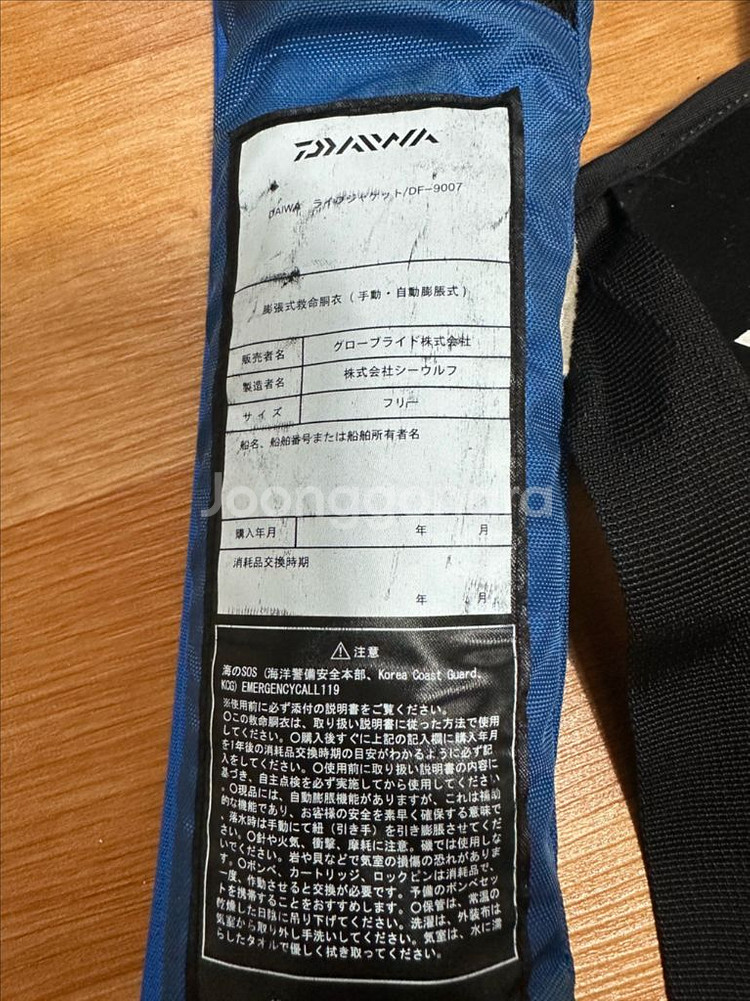 DAIWA
DAIWA ライフジャケット/DF-9007
膨張式救命胴衣 (手動・自動膨脹式)
販売者名 グローブライド株式会社
製造者名 株式会社シーウルフ
サイズ フリー
船名、船舶番号または船舶所有者名
Joonggonara
購入年月 年 月
消耗品交換時期
年 月
⚠注意
海のSOS (海洋警備安全本部、Korea Coast Guard,
KCG) EMERGENCYCALL119
※使用前に必ず添付の説明書をご覧ください。
〇この救命胴衣は、取り扱い説明書に従った方法で使用
してください。〇購入後すぐに上記の記入欄に購入年月
を1年後の消耗品交換時期の目安がわかるように必ず記
入をしてください。〇使用前に取り扱い説明書の内容に
基づき、自主点検を必ず実施してから使用してください
。〇現品には、自動膨脹機能がありますが、これは補助
的な機能であり、お客様の安全を素早く確保する意味で
、落水時は手動にて紐(引き手)を引き膨脹させてくだ
さい。〇針や火気、衝撃、摩耗に注意。磯では使用しな
いでください。岩や貝などで気室の損傷の恐れがありま
す。〇ボンベ、カートリッジ、ロックピンは消耗品で、
一度、作動させると交換が必要です。予備のボンベセッ
トを携帯することをおすすめします。〇保管は、常温の
乾燥した日陰に吊り下げてください。洗濯は、外装布は
気室から取り外し手洗いしてください。気室は、水に濡
らしたタオルで優しく拭き取ってください。